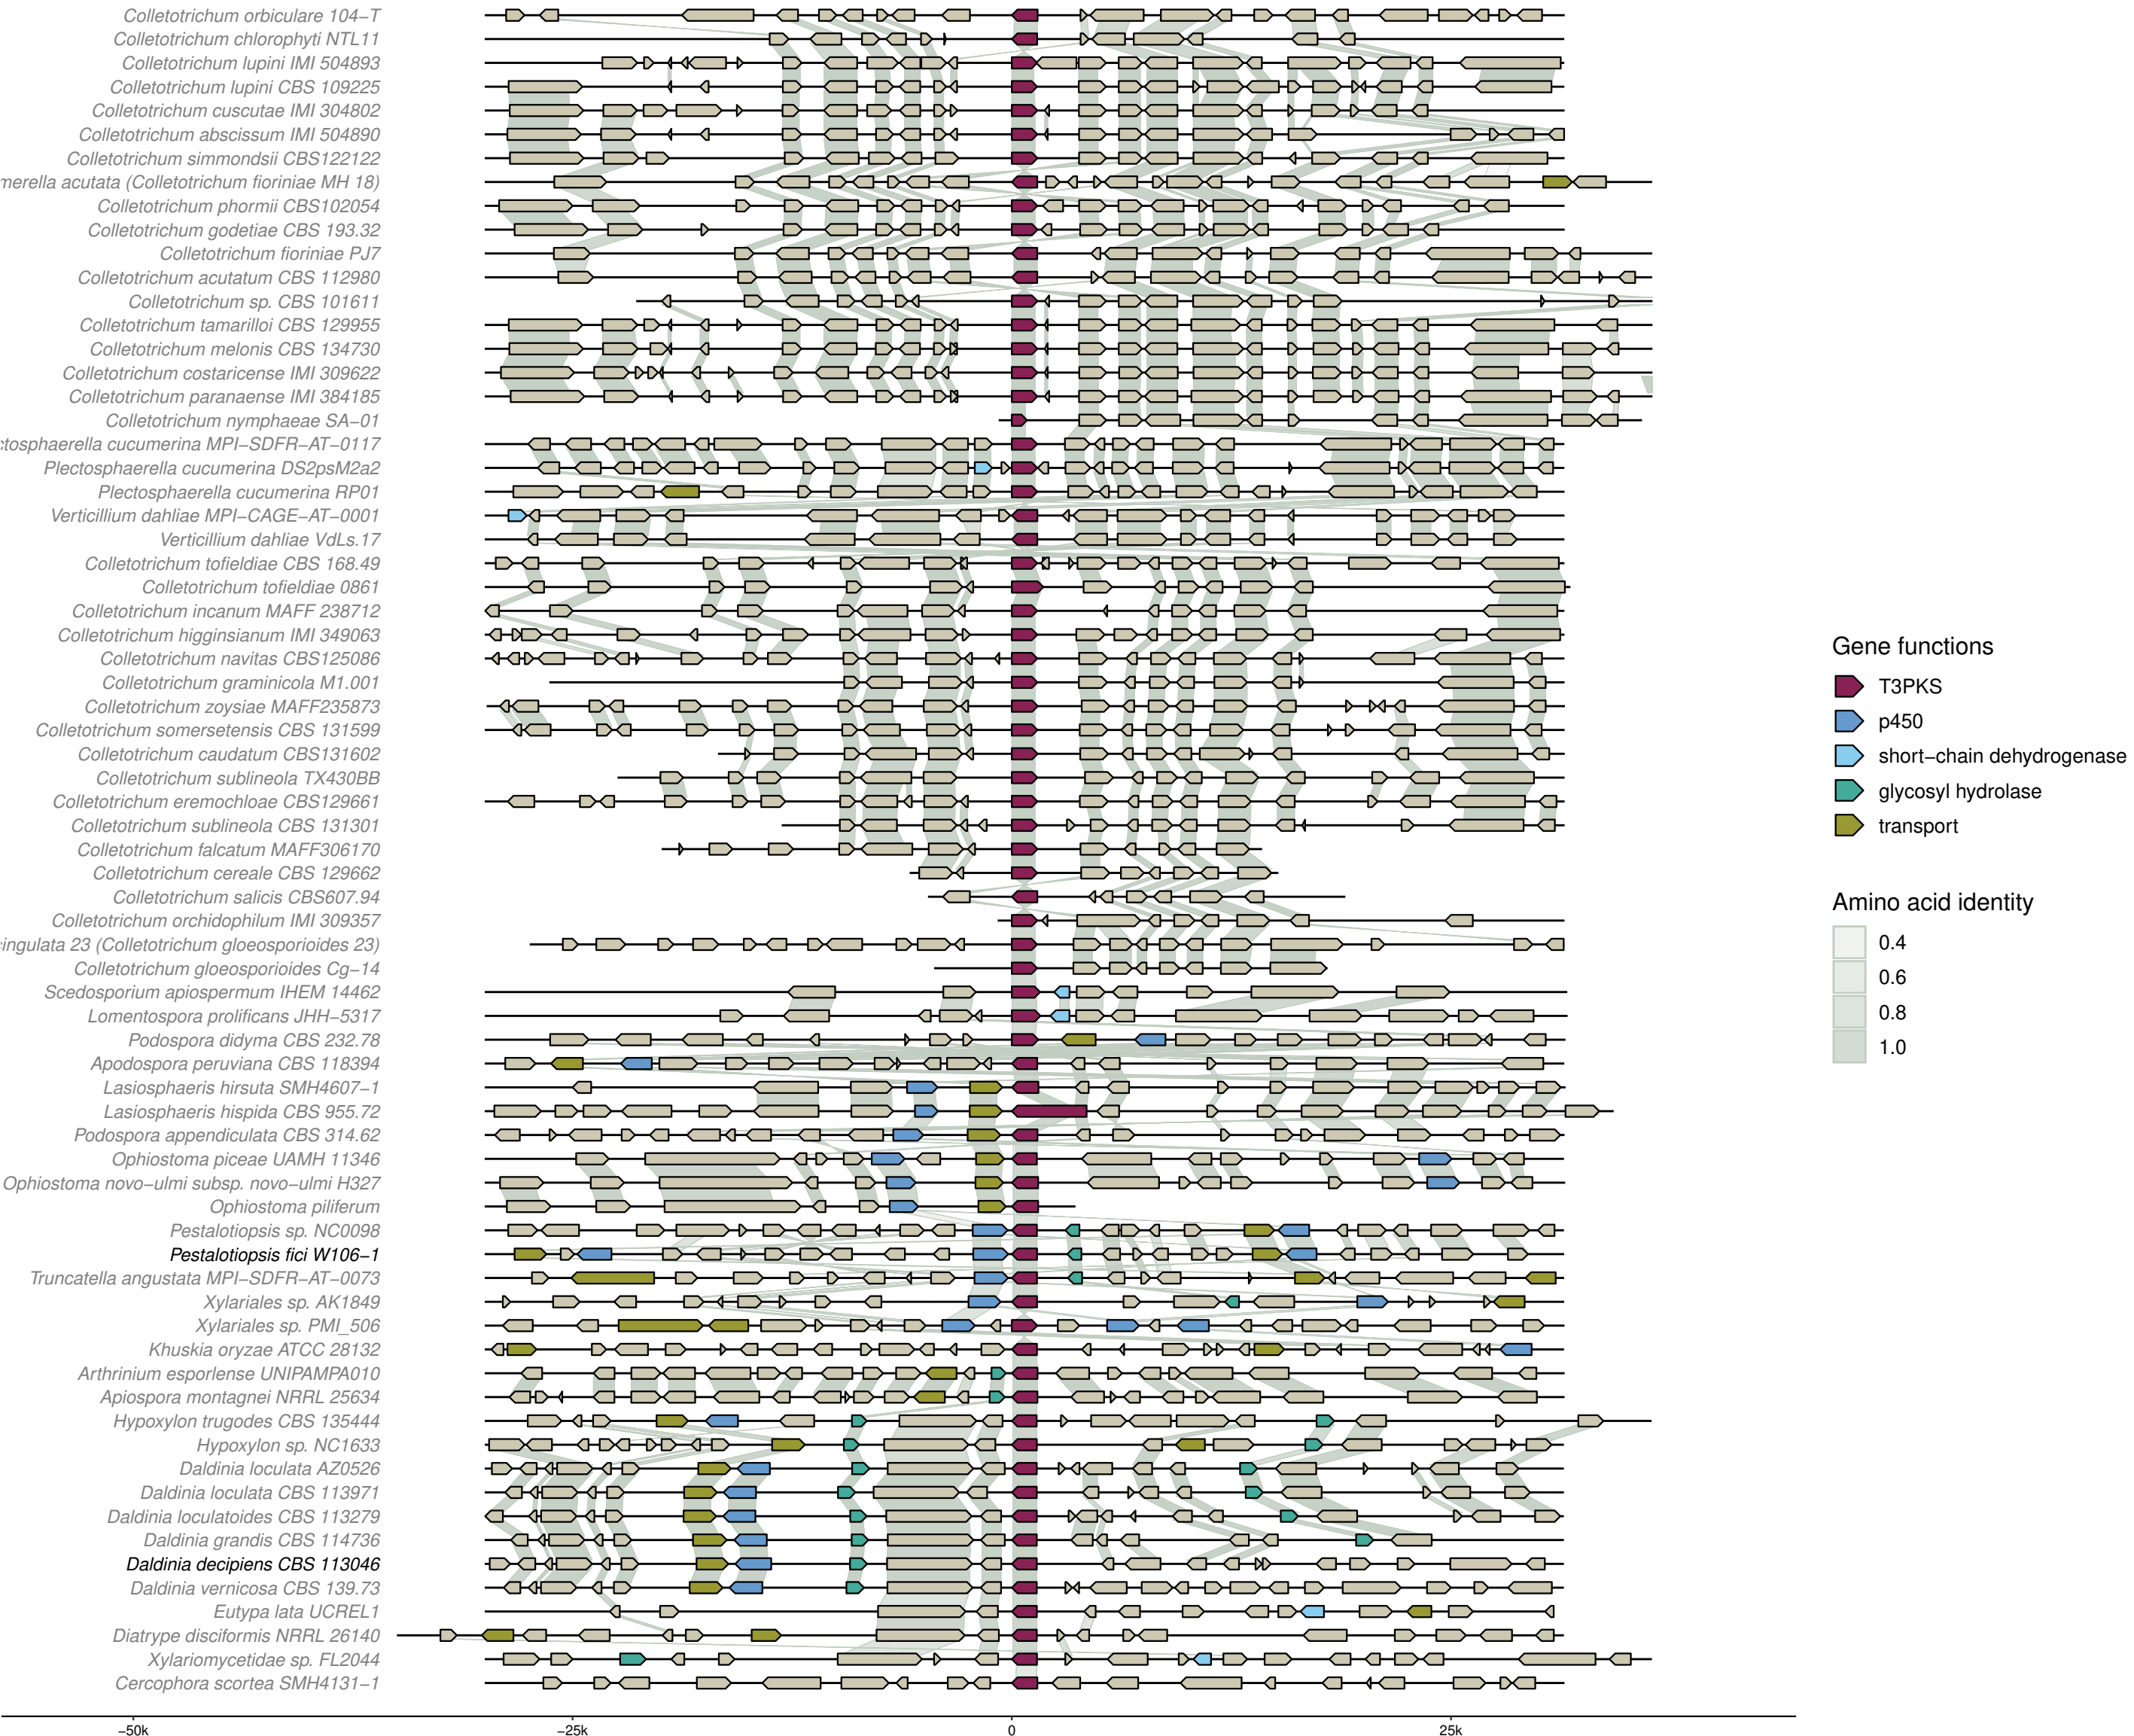 Colletotrichum orbiculare 104−T
Colletotrichum chlorophyti NTL11
Colletotrichum lupini IMI 504893
Colletotrichum lupini CBS 109225
Colletotrichum cuscutae IMI 304802
Colletotrichum abscissum IMI 504890
Colletotrichum simmondsii CBS122122
merella acutata (Colletotrichum fioriniae MH 18)
Colletotrichum phormii CBS102054
Colletotrichum godetiae CBS 193.32
Colletotrichum fioriniae PJ7
Colletotrichum acutatum CBS 112980
Colletotrichum sp. CBS 101611
Colletotrichum tamarilloi CBS 129955
Colletotrichum melonis CBS 134730
Colletotrichum costaricense IMI 309622
Colletotrichum paranaense IMI 384185
Colletotrichum nymphaeae SA−01
ctosphaerella cucumerina MPI−SDFR−AT−0117
Plectosphaerella cucumerina DS2psM2a2
Plectosphaerella cucumerina RP01
Verticillium dahliae MPI−CAGE−AT−0001
Verticillium dahliae VdLs.17
Colletotrichum tofieldiae CBS 168.49
Colletotrichum tofieldiae 0861
Colletotrichum incanum MAFF 238712
Colletotrichum higginsianum IMI 349063
Colletotrichum navitas CBS125086
Colletotrichum graminicola M1.001
Colletotrichum zoysiae MAFF235873
Colletotrichum somersetensis CBS 131599
Colletotrichum caudatum CBS131602
Colletotrichum sublineola TX430BB
Colletotrichum eremochloae CBS129661
Colletotrichum sublineola CBS 131301
Colletotrichum falcatum MAFF306170
Colletotrichum cereale CBS 129662
Colletotrichum salicis CBS607.94
Colletotrichum orchidophilum IMI 309357
cingulata 23 (Colletotrichum gloeosporioides 23)
Colletotrichum gloeosporioides Cg−14
Scedosporium apiospermum IHEM 14462
Lomentospora prolificans JHH−5317
Podospora didyma CBS 232.78
Apodospora peruviana CBS 118394
Lasiosphaeris hirsuta SMH4607−1
Lasiosphaeris hispida CBS 955.72
Podospora appendiculata CBS 314.62
Ophiostoma piceae UAMH 11346
Ophiostoma novo−ulmi subsp. novo−ulmi H327
Ophiostoma piliferum
Pestalotiopsis sp. NC0098
Pestalotiopsis fici W106−1
Truncatella angustata MPI−SDFR−AT−0073
Xylariales sp. AK1849
Xylariales sp. PMI_506
Khuskia oryzae ATCC 28132
Arthrinium esporlense UNIPAMPA010
Apiospora montagnei NRRL 25634
Hypoxylon trugodes CBS 135444
Hypoxylon sp. NC1633
Daldinia loculata AZ0526
Daldinia loculata CBS 113971
Daldinia loculatoides CBS 113279
Daldinia grandis CBS 114736
Daldinia decipiens CBS 113046
Daldinia vernicosa CBS 139.73
Eutypa lata UCREL1
Diatrype disciformis NRRL 26140
Xylariomycetidae sp. FL2044
Cercophora scortea SMH4131−1
−50k
−25k
0
25k
Gene functions
T3PKS
p450
short−chain dehydrogenase
glycosyl hydrolase
transport
Amino acid identity
0.4
0.6
0.8
1.0